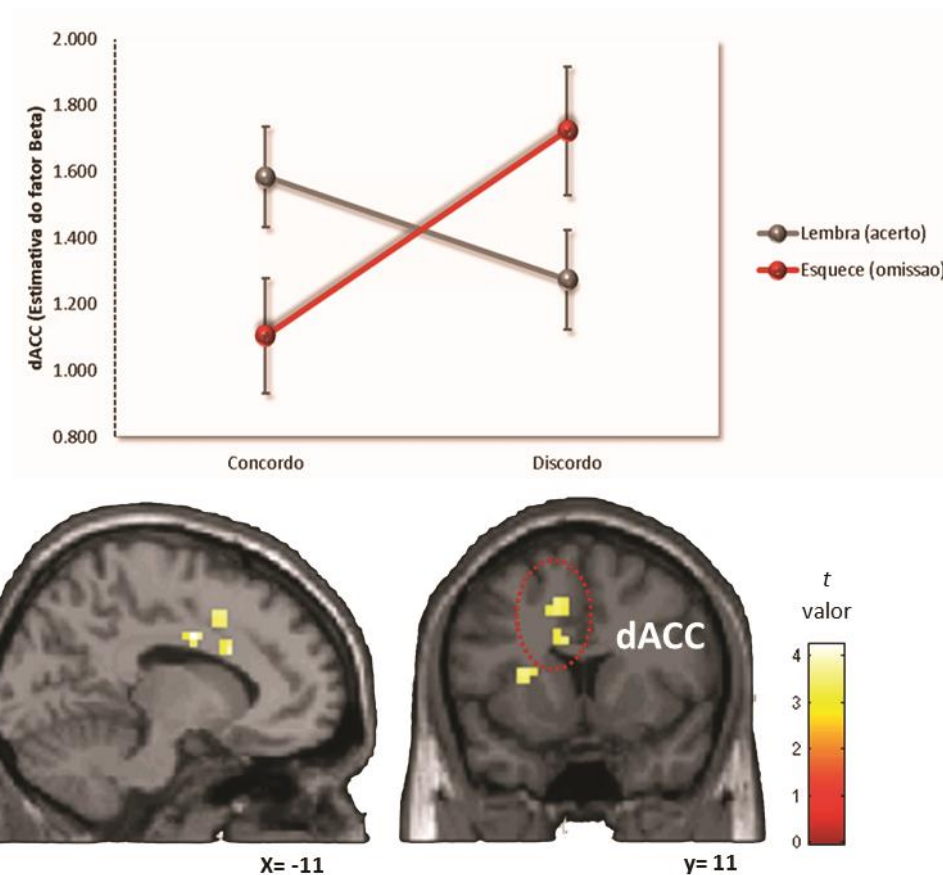 2.000
1.800
1.600
1.400
1.200
1.000
0.800
dACC (Estimativa do fator Beta)
Concordo
Discordo
Lembra (acerto)
Esquece (omissao)
dACC
X= -11
y= 11
t
valor
4
3
2
1
0